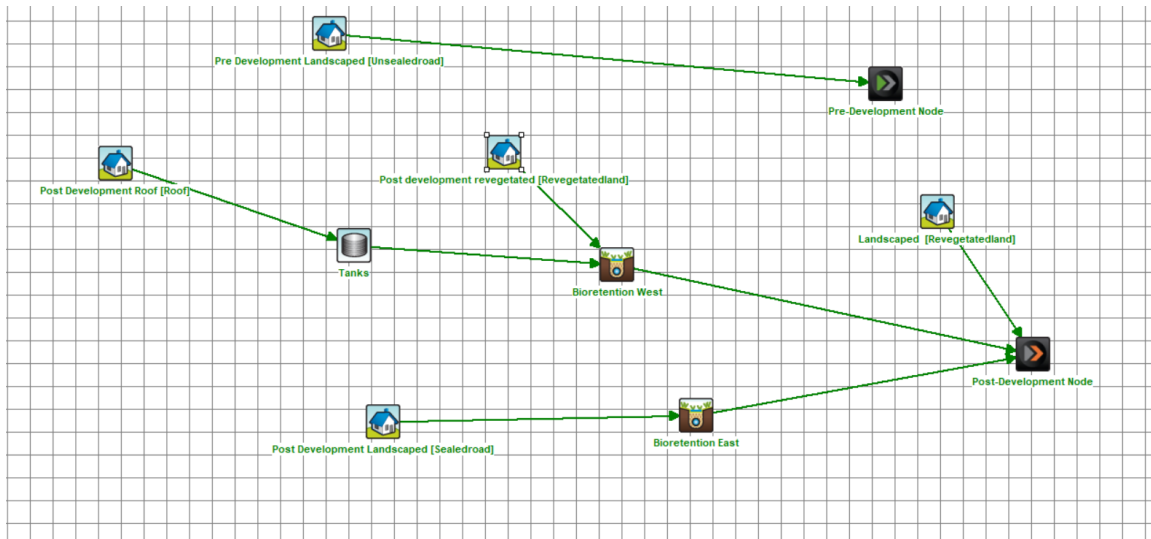 Pre Development Landscaped [Unsealedroad]
Pre-Development Node
Post Development Roof [Roof]
Post development revegetated [Revegetatedland]
Landscaped  [Revegetatedland]
Tanks
Bioretention West
Post-Development Node
Post Development Landscaped [Sealedroad]
Bioretention East